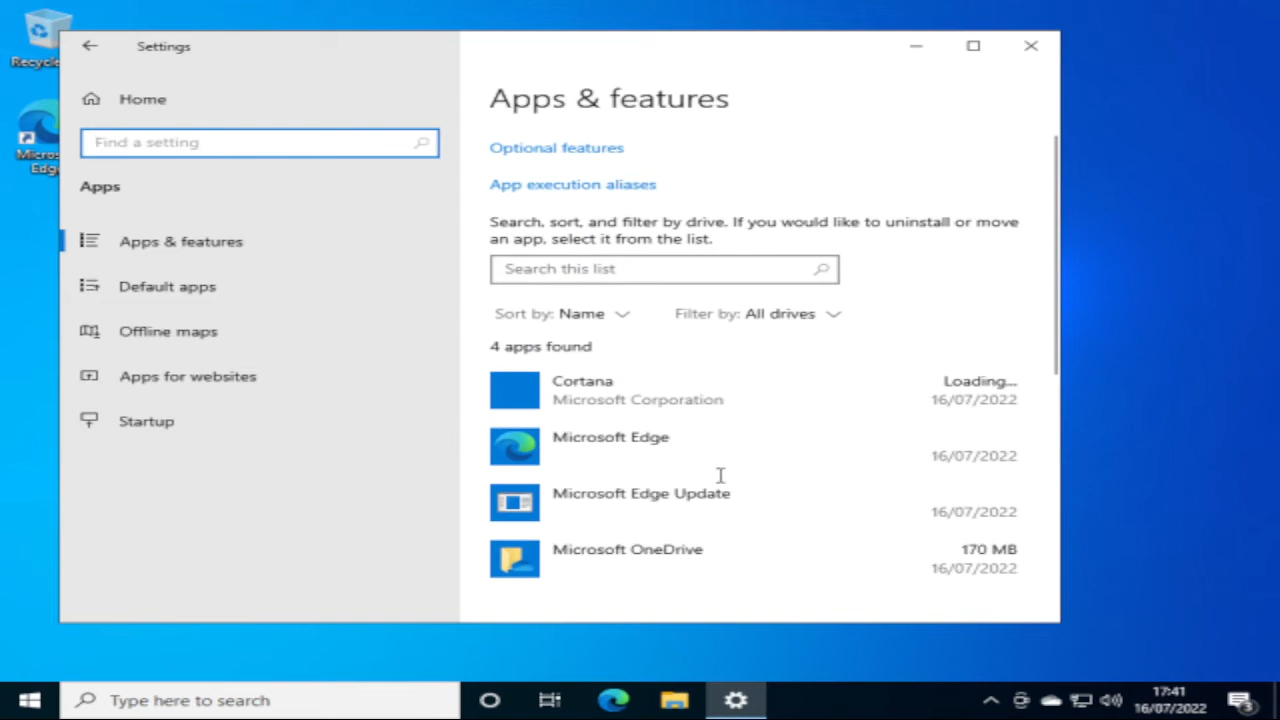 Recycle
Micros
Edg
Settings
Home
Find a setting
Apps
Apps & features
Default apps
Offline maps
Apps for websites
Startup
Apps & features
Optional features
App execution aliases
Search, sort, and filter by drive. If you would like to uninstall or move
an app, select it from the list.
Search this list
Sort by: Name
Filter by: All drives
4 apps found
Cortana
Loading...
Microsoft Corporation
16/07/2022
Microsoft Edge
16/07/2022
Microsoft Edge Update
16/07/2022
Microsoft OneDrive
170 MB
16/07/2022
Type here to search
17:41
16/07/2022
3